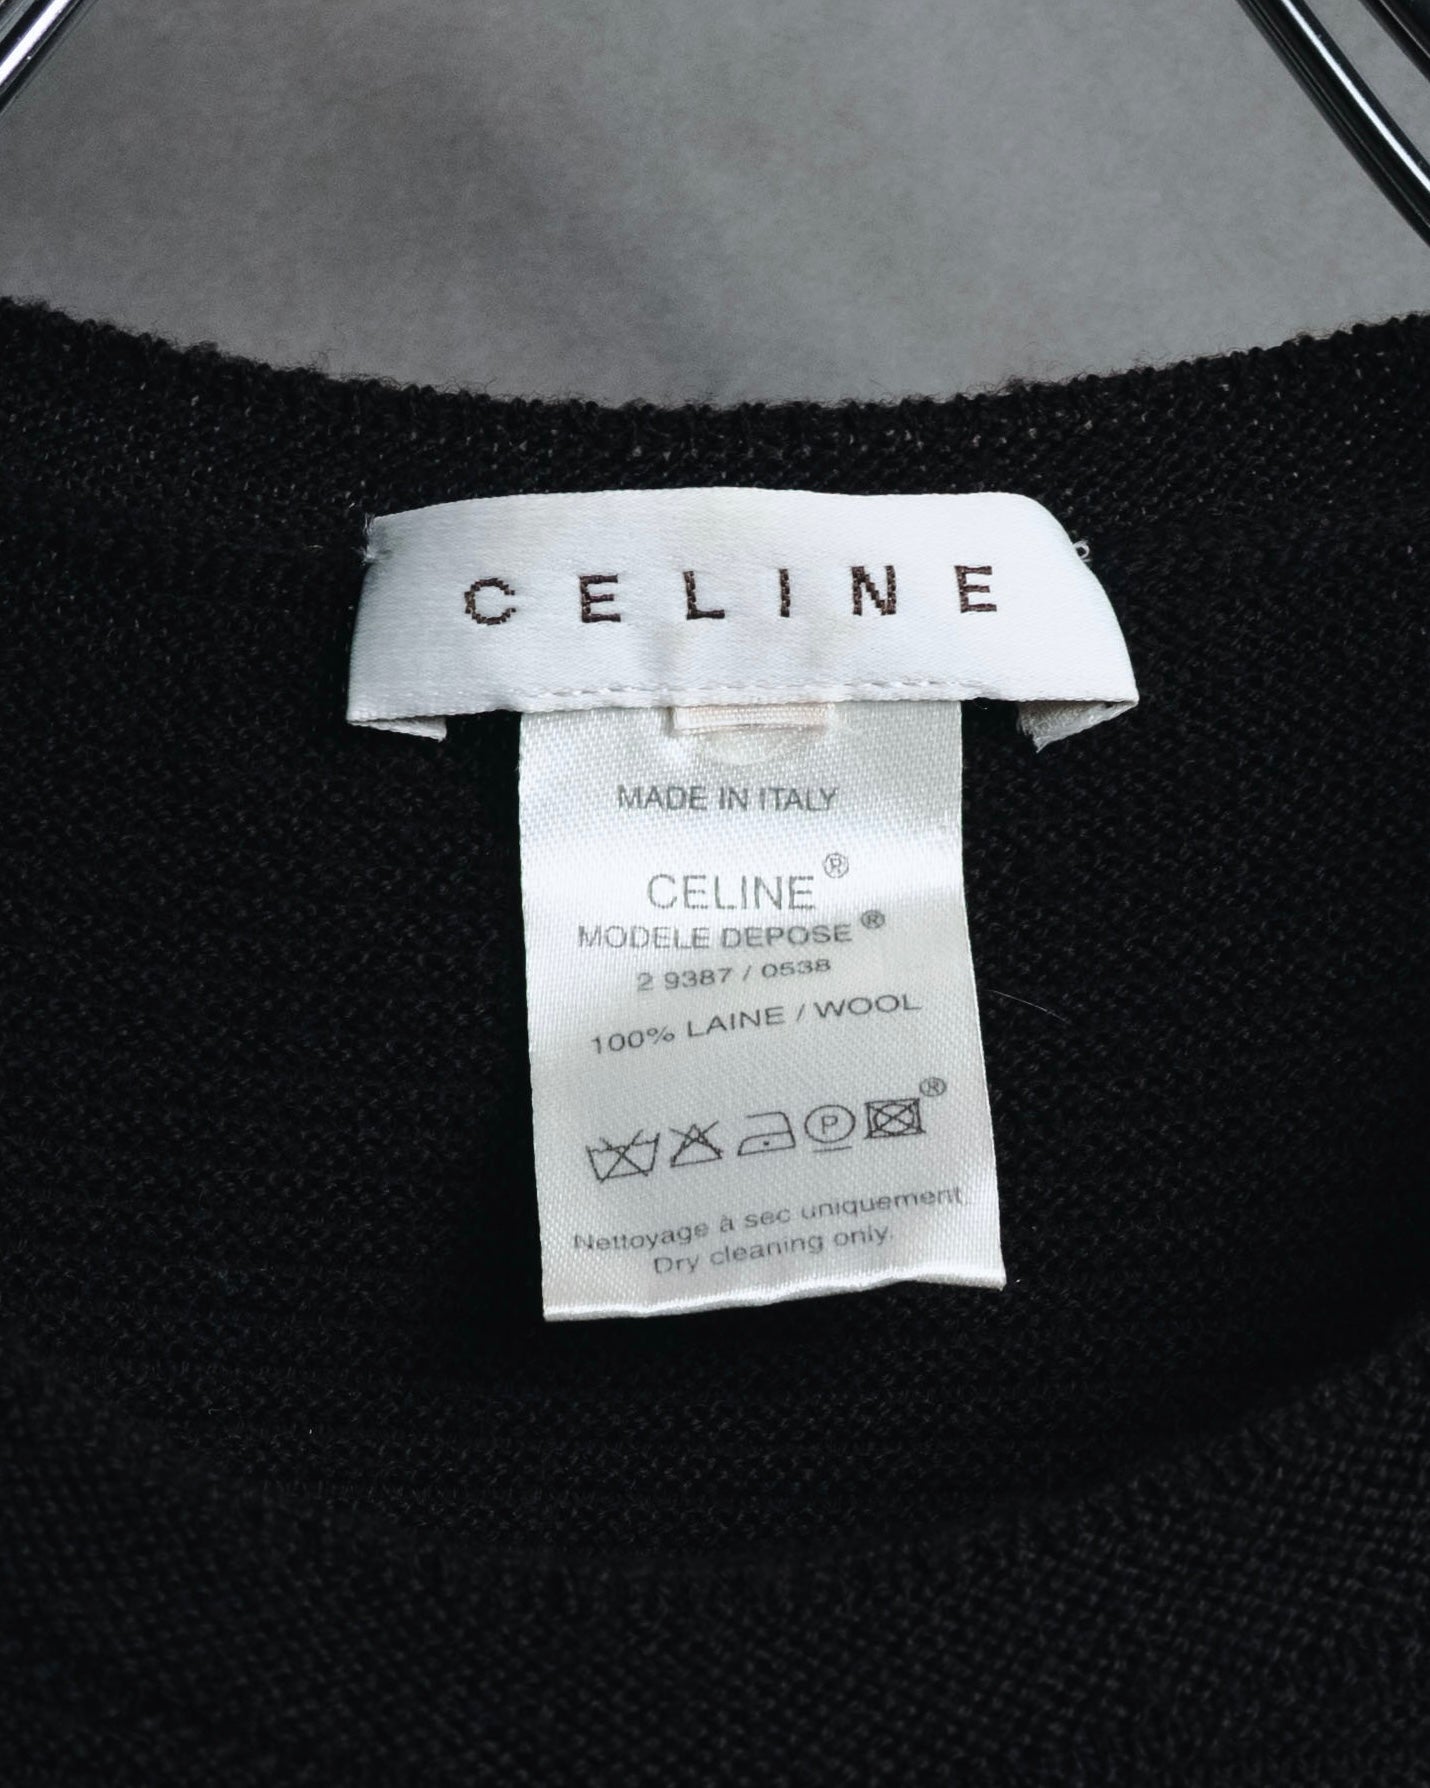 CELINE
MADE IN ITALY
CELINE®
MODELE DEPOSE®
2 9387 / 0538
100% LAINE / WOOL
P ®
Nettoyage à sec uniquement.
Dry cleaning only.